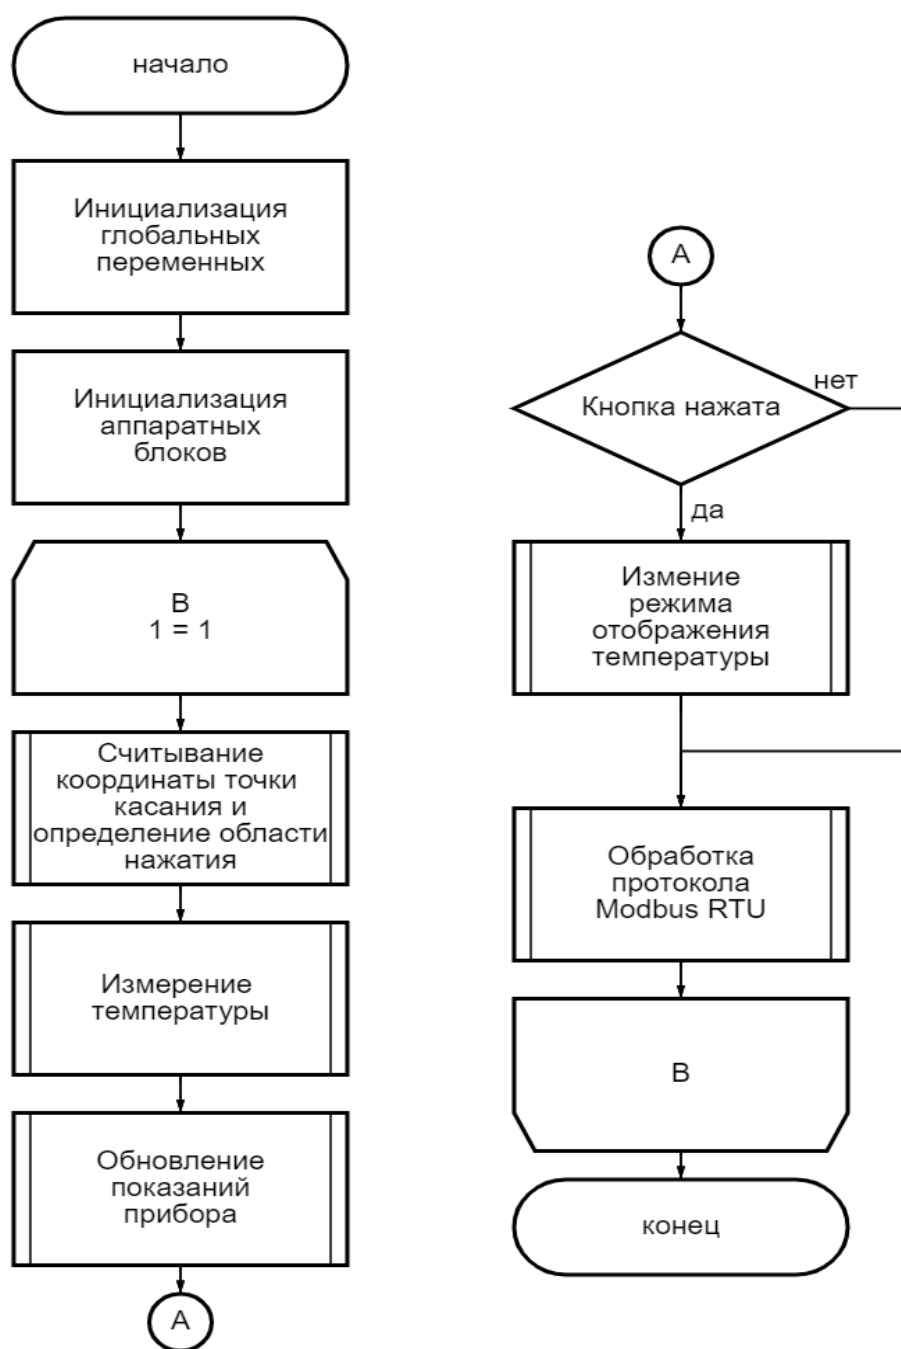 начало
Инициализация
глобальных
переменных
Инициализация
аппаратных
блоков
В
1 = 1
Считывание
координаты точки
касания и
определение области
нажатия
Измерение
температуры
Обновление
показаний
прибора
А
А
Кнопка нажата
нет
да
Измение
режима
отображения
температуры
Обработка
протокола
Modbus RTU
В
конец